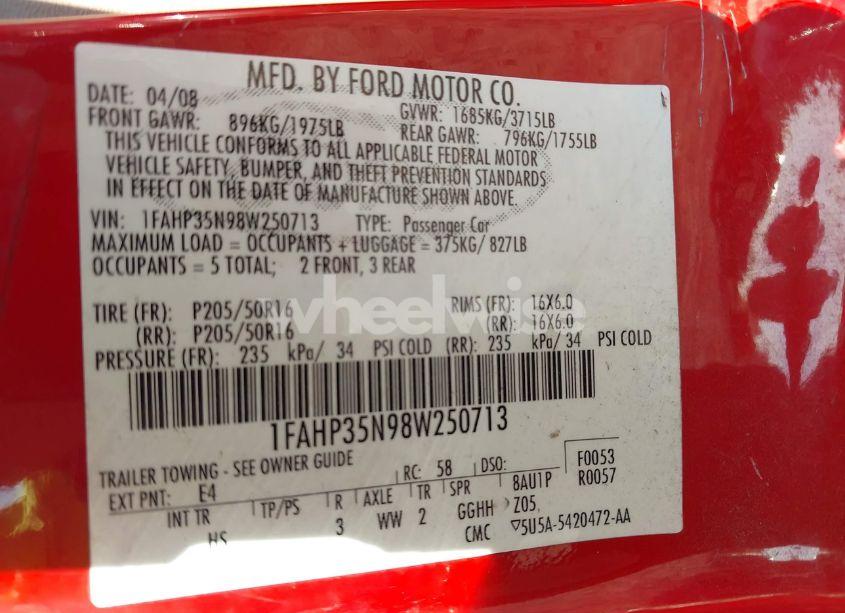 MFD. BY FORD MOTOR CO.
DATE: 04/08 GVWR: 1685KG/3715LB
FRONT GAWR: 896KG/1975LB REAR GAWR: 796KG/1755LB
THIS VEHICLE CONFORMS TO ALL APPLICABLE FEDERAL MOTOR
VEHICLE SAFETY, BUMPER, AND THEFT PREVENTION STANDARDS
IN EFFECT ON THE DATE OF MANUFACTURE SHOWN ABOVE.
VIN: 1FAHP35N98W250713 TYPE: Passenger Car
MAXIMUM LOAD = OCCUPANTS + LUGGAGE = 375KG/ 827LB
OCCUPANTS = 5 TOTAL; 2 FRONT, 3 REAR
wheelwise
TIRE (FR): P205/50R16 RIMS (FR): 16X6.0
(RR): P205/50R16 (RR): 16X6.0
PRESSURE (FR): 235 kPa/ 34 PSI COLD (RR): 235 kPa/ 34 PSI COLD
1FAHP35N98W250713
TRAILER TOWING - SEE OWNER GUIDE
EXT PNT: E4 RC: 58 DSO: F0053
R0057
INT TR TP/PS R AXLE TR SPR 8AU1P
HS 3 WW 2 GGHH >Z05
CMC ▽5U5A-5420472-AA